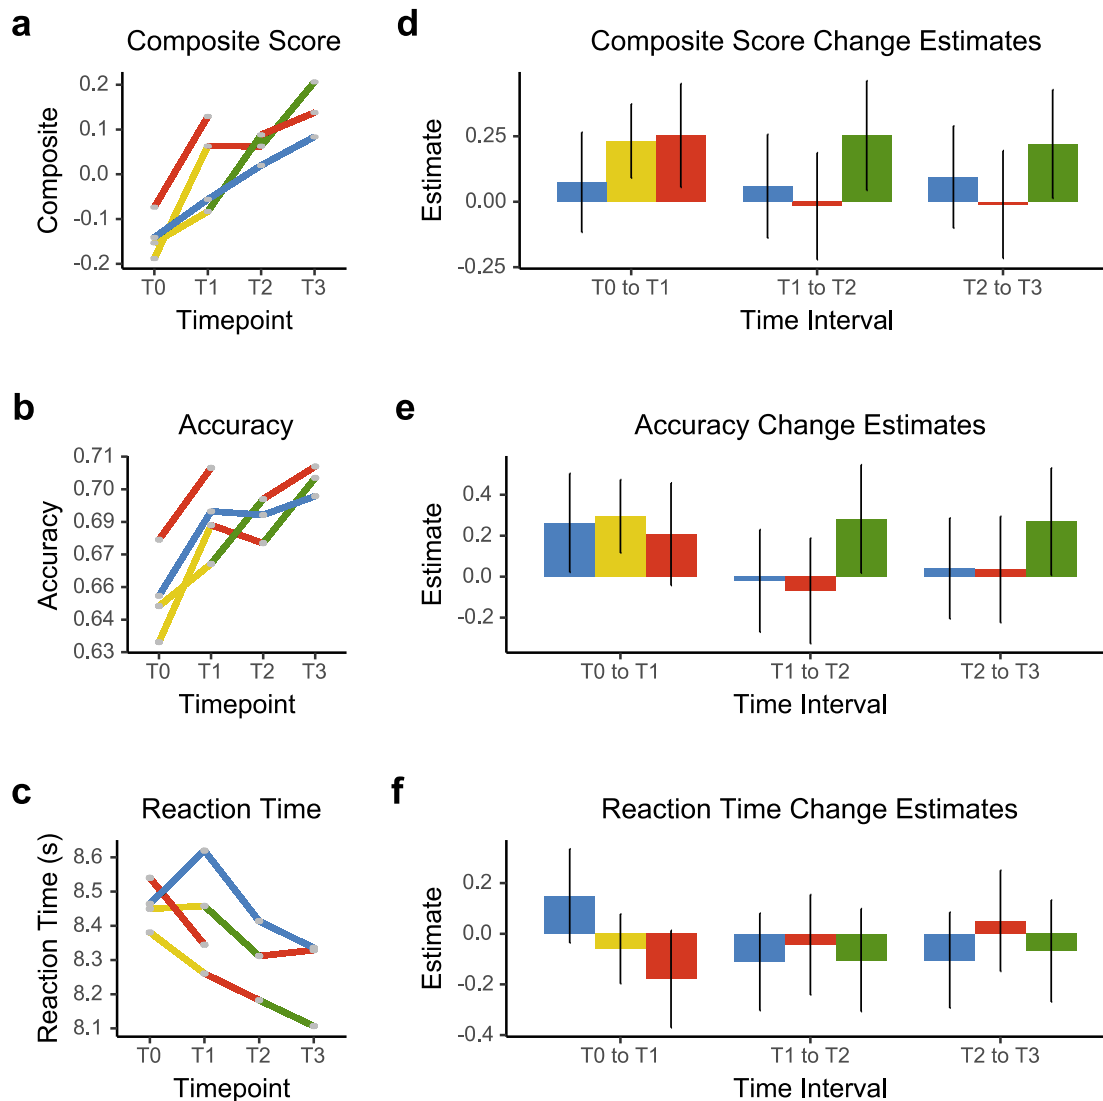 a
Composite Score
0.2
0.1
0.0
-0.1
-0.2
Composite
T0 T1 T2 T3
Timepoint
d
Composite Score Change Estimates
0.25
0.00
-0.25
Estimate
T0 to T1 T1 to T2 T2 to T3
Time Interval
b
Accuracy
0.71
0.70
0.69
0.67
0.66
0.64
0.63
Accuracy
T0 T1 T2 T3
Timepoint
e
Accuracy Change Estimates
0.4
0.2
0.0
-0.2
Estimate
T0 to T1 T1 to T2 T2 to T3
Time Interval
c
Reaction Time
8.6
8.5
8.4
8.3
8.2
8.1
Reaction Time (s)
T0 T1 T2 T3
Timepoint
f
Reaction Time Change Estimates
0.2
0.0
-0.2
-0.4
Estimate
T0 to T1 T1 to T2 T2 to T3
Time Interval